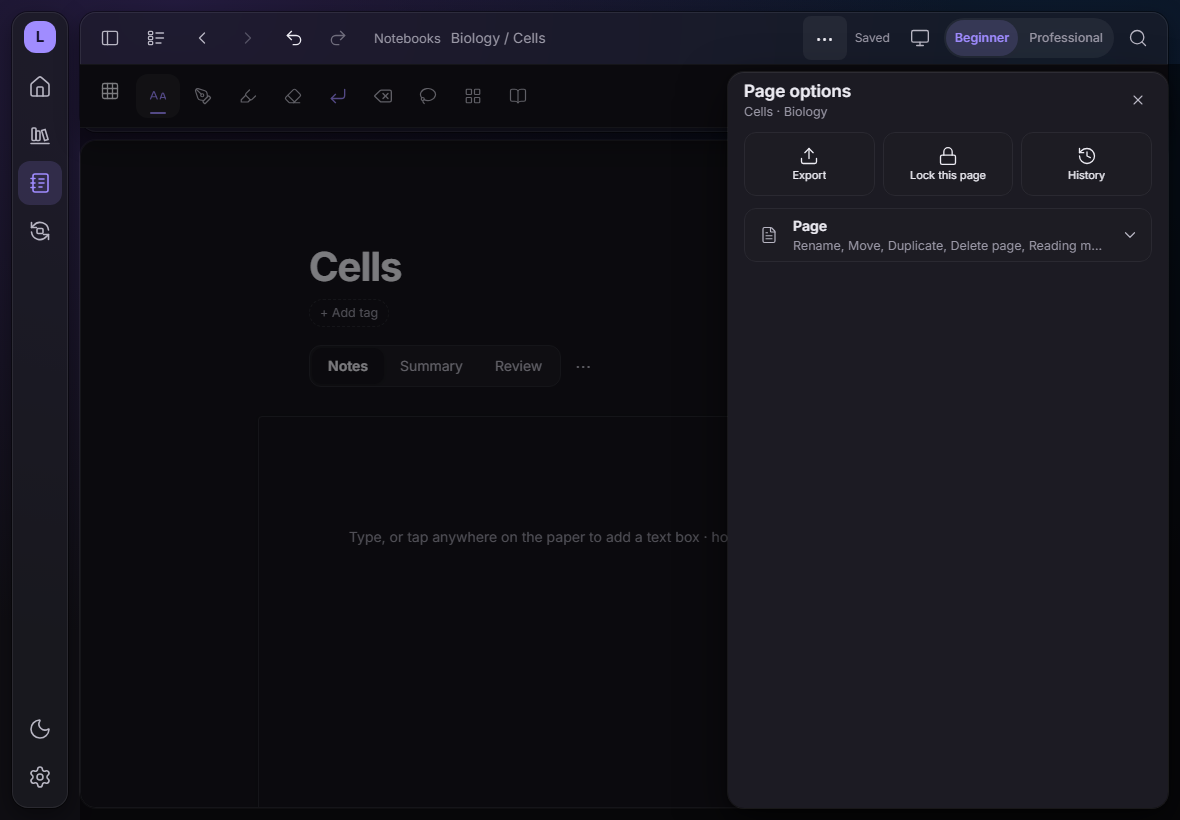 L
Notebooks Biology / Cells
Saved
Beginner
Professional
AA
Page options
Cells · Biology
Export
Lock this page
History
Page
Rename, Move, Duplicate, Delete page, Reading m...
Cells
+ Add tag
Notes
Summary
Review
Type, or tap anywhere on the paper to add a text box · ho